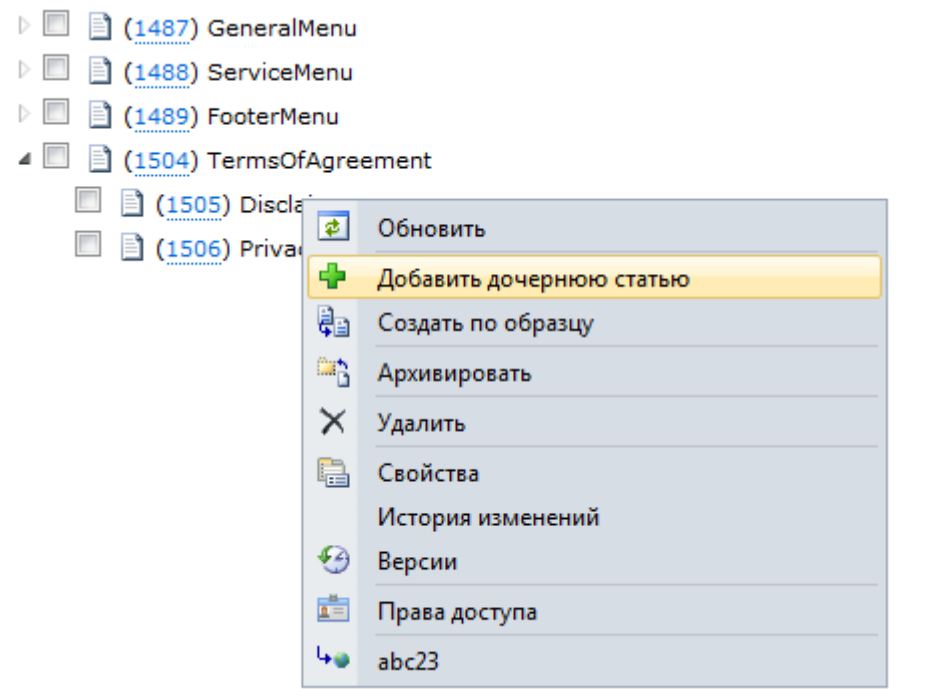 (1487) GeneralMenu
(1488) ServiceMenu
(1489) FooterMenu
(1504) TermsOfAgreement
(1505)
(1506)
Обновить
Добавить дочернюю статью
Создать по образцу
Архивировать
Удалить
Свойства
История изменений
Версии
Права доступа
abc23